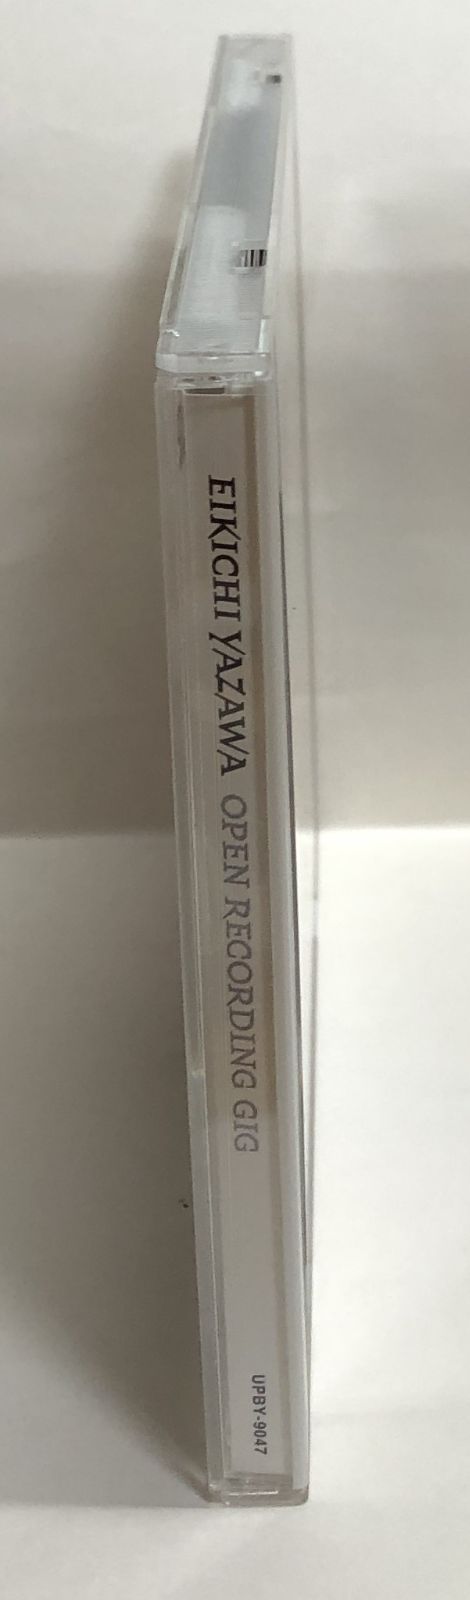 EIKICHI YAZAWA OPEN RECORDING GIG
UPBY-9047